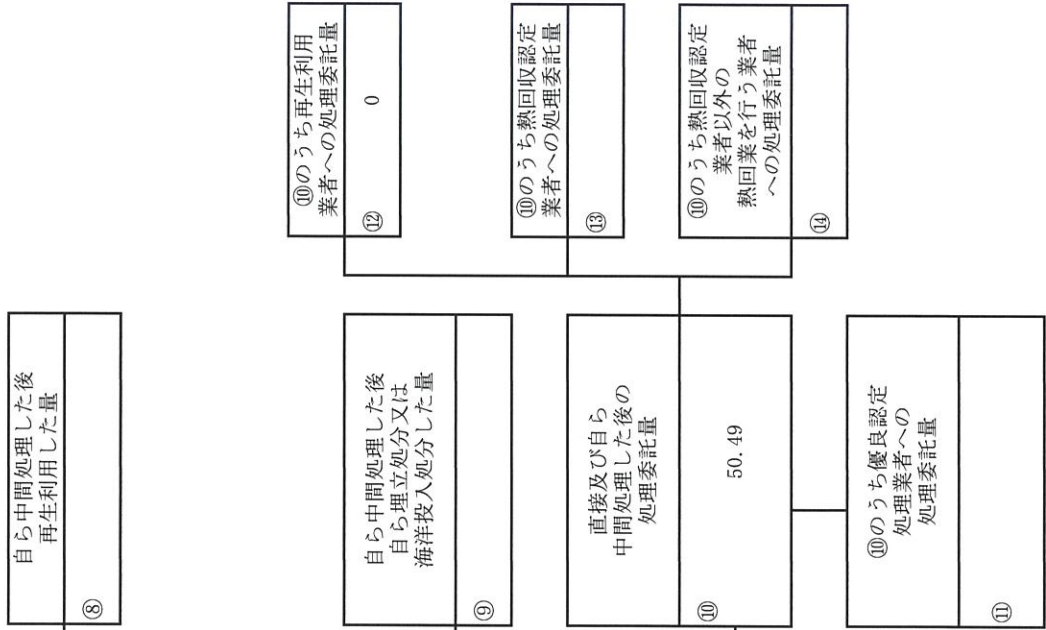 自ら中間処理した後
再生利用した量
⑧
自ら中間処理した後
自ら埋立処分又は
海洋投入処分した量
⑨
直接及び自ら
中間処理した後の
処理委託量
⑩
50.49
⑩のうち優良認定
処理業者への
処理委託量
⑪
⑩のうち再生利用
業者への処理委託量
⑫
0
⑩のうち熱回収認定
業者への処理委託量
⑬
⑩のうち熱回収認定
業者以外の
熱回業を行う業者
への処理委託量
⑭